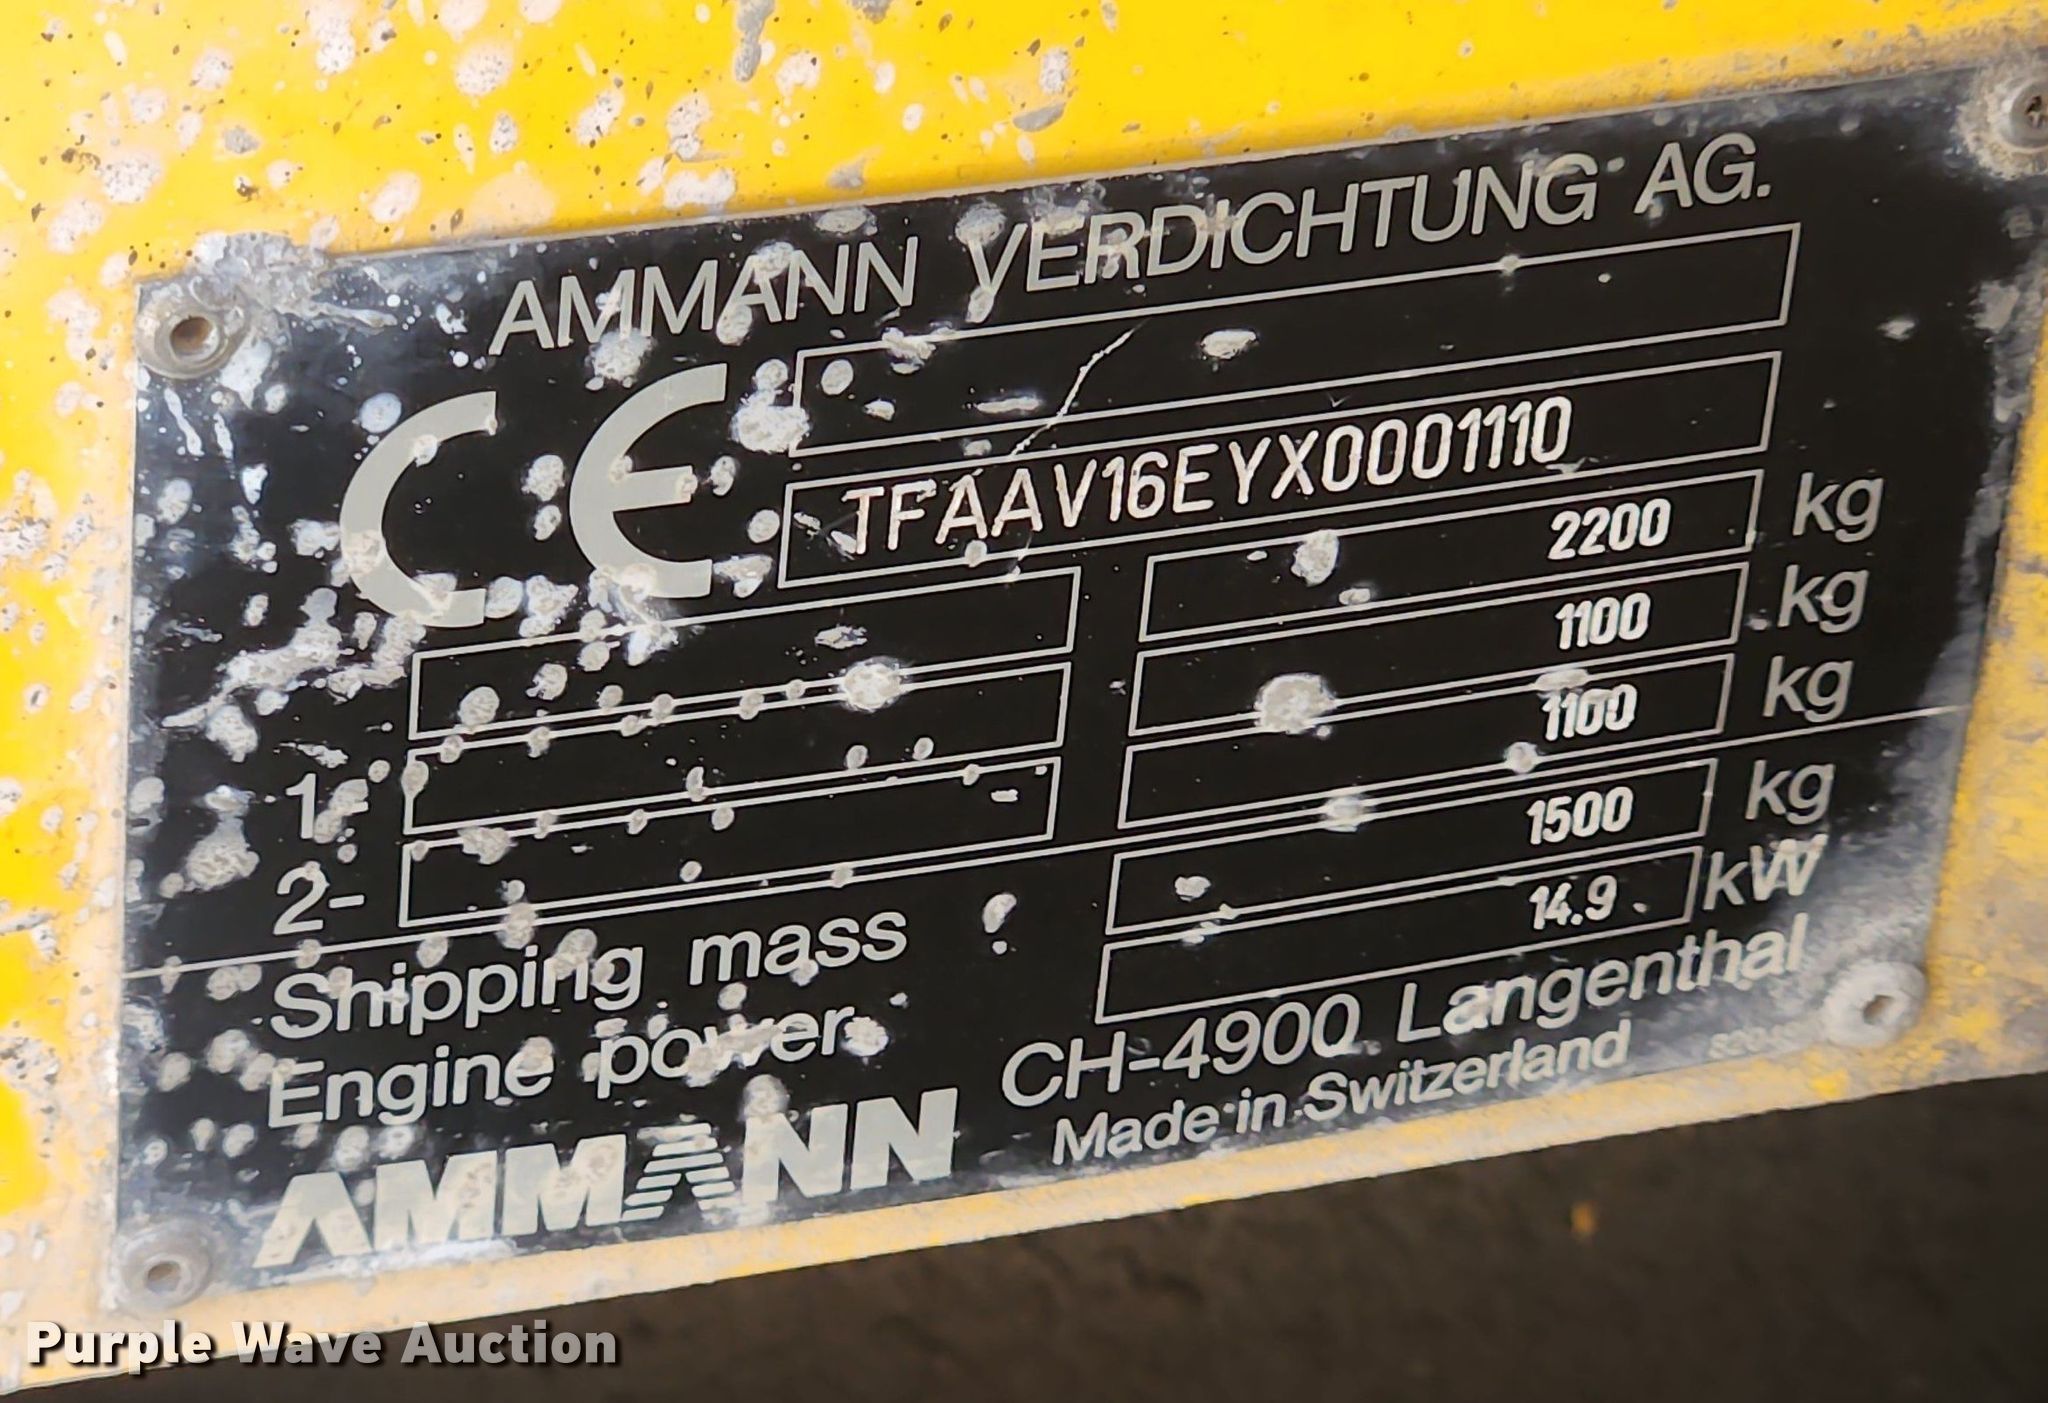 AMMANN VERDICHTUNG AG.
CE
TFAAV16EYX0001110
2200 kg
1100 kg
1- 1100 kg
2- 1500 kg
14.9 kW
Shipping mass
Engine power
CH-4900 Langenthal
Made in Switzerland
AMMANN
Purple Wave Auction